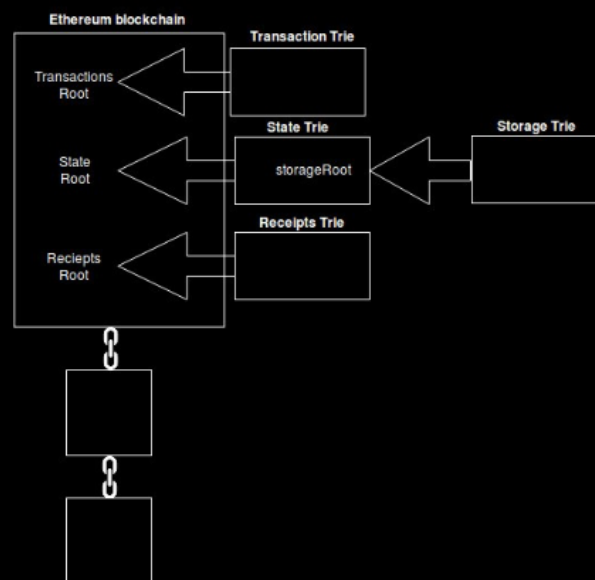 Ethereum blockchain
Transaction Trie
Transactions
Root
State Trie
Storage Trie
State
Root
storageRoot
Receipts Trie
Reciepts
Root